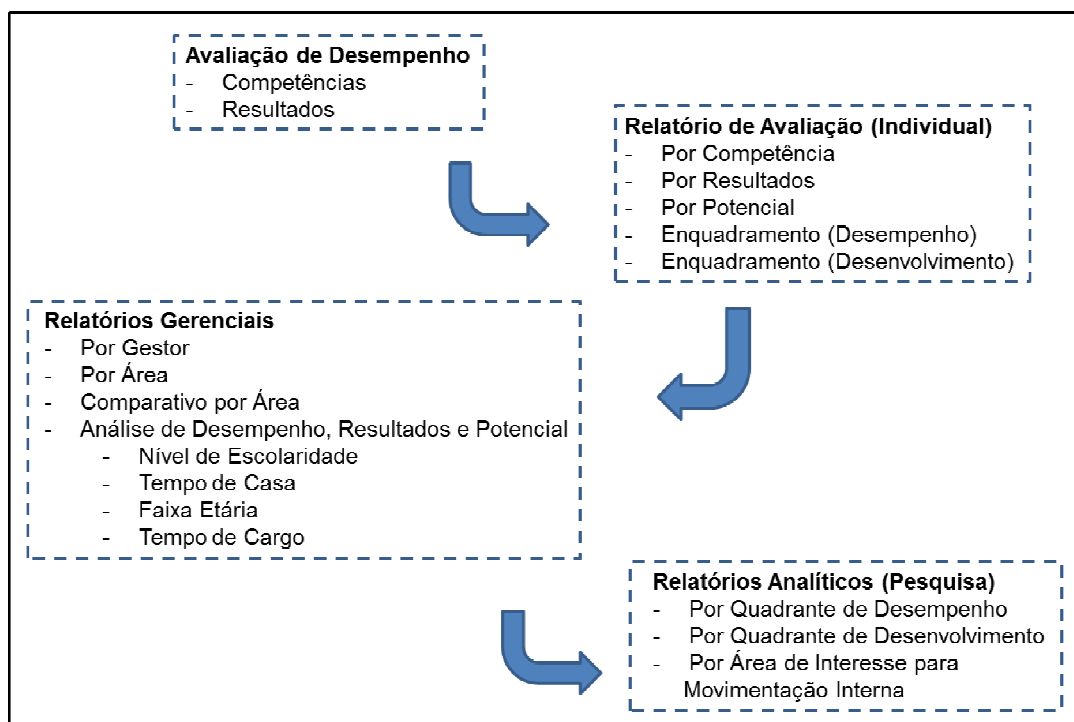 Avaliação de Desempenho
- Competências
- Resultados
Relatório de Avaliação (Individual)
- Por Competência
- Por Resultados
- Por Potencial
- Enquadramento (Desempenho)
- Enquadramento (Desenvolvimento)
Relatórios Gerenciais
- Por Gestor
- Por Área
- Comparativo por Área
- Análise de Desempenho, Resultados e Potencial
- Nível de Escolaridade
- Tempo de Casa
- Faixa Etária
- Tempo de Cargo
Relatórios Analíticos (Pesquisa)
- Por Quadrante de Desempenho
- Por Quadrante de Desenvolvimento
- Por Área de Interesse para
Movimentação Interna